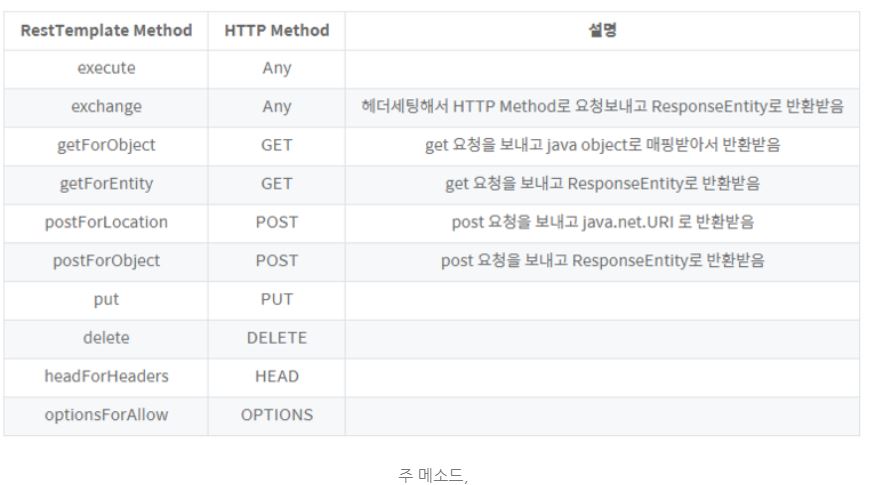 RestTemplate Method HTTP Method 설명
execute Any
exchange Any 헤더세팅해서 HTTP Method로 요청보내고 ResponseEntity로 반환받음
getForObject GET get 요청을 보내고 java object로 매핑받아서 반환받음
getForEntity GET get 요청을 보내고 ResponseEntity로 반환받음
postForLocation POST post 요청을 보내고 java.net.URI 로 반환받음
postForObject POST post 요청을 보내고 ResponseEntity로 반환받음
put PUT
delete DELETE
headForHeaders HEAD
optionsForAllow OPTIONS
주 메소드,